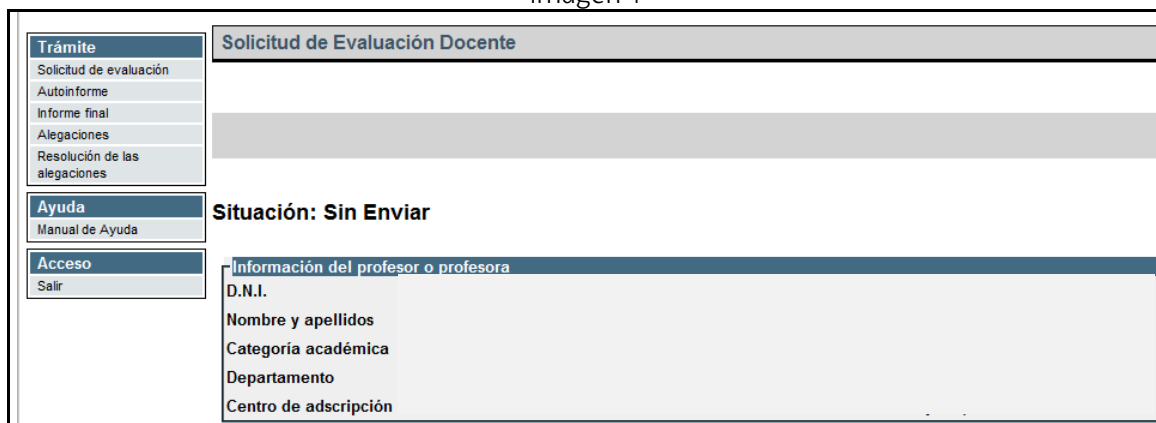 Trámite
Solicitud de evaluación
Autoinforme
Informe final
Alegaciones
Resolución de las
alegaciones
Ayuda
Manual de Ayuda
Acceso
Salir
Solicitud de Evaluación Docente
Situación: Sin Enviar
Información del profesor o profesora
D.N.I.
Nombre y apellidos
Categoría académica
Departamento
Centro de adscripción